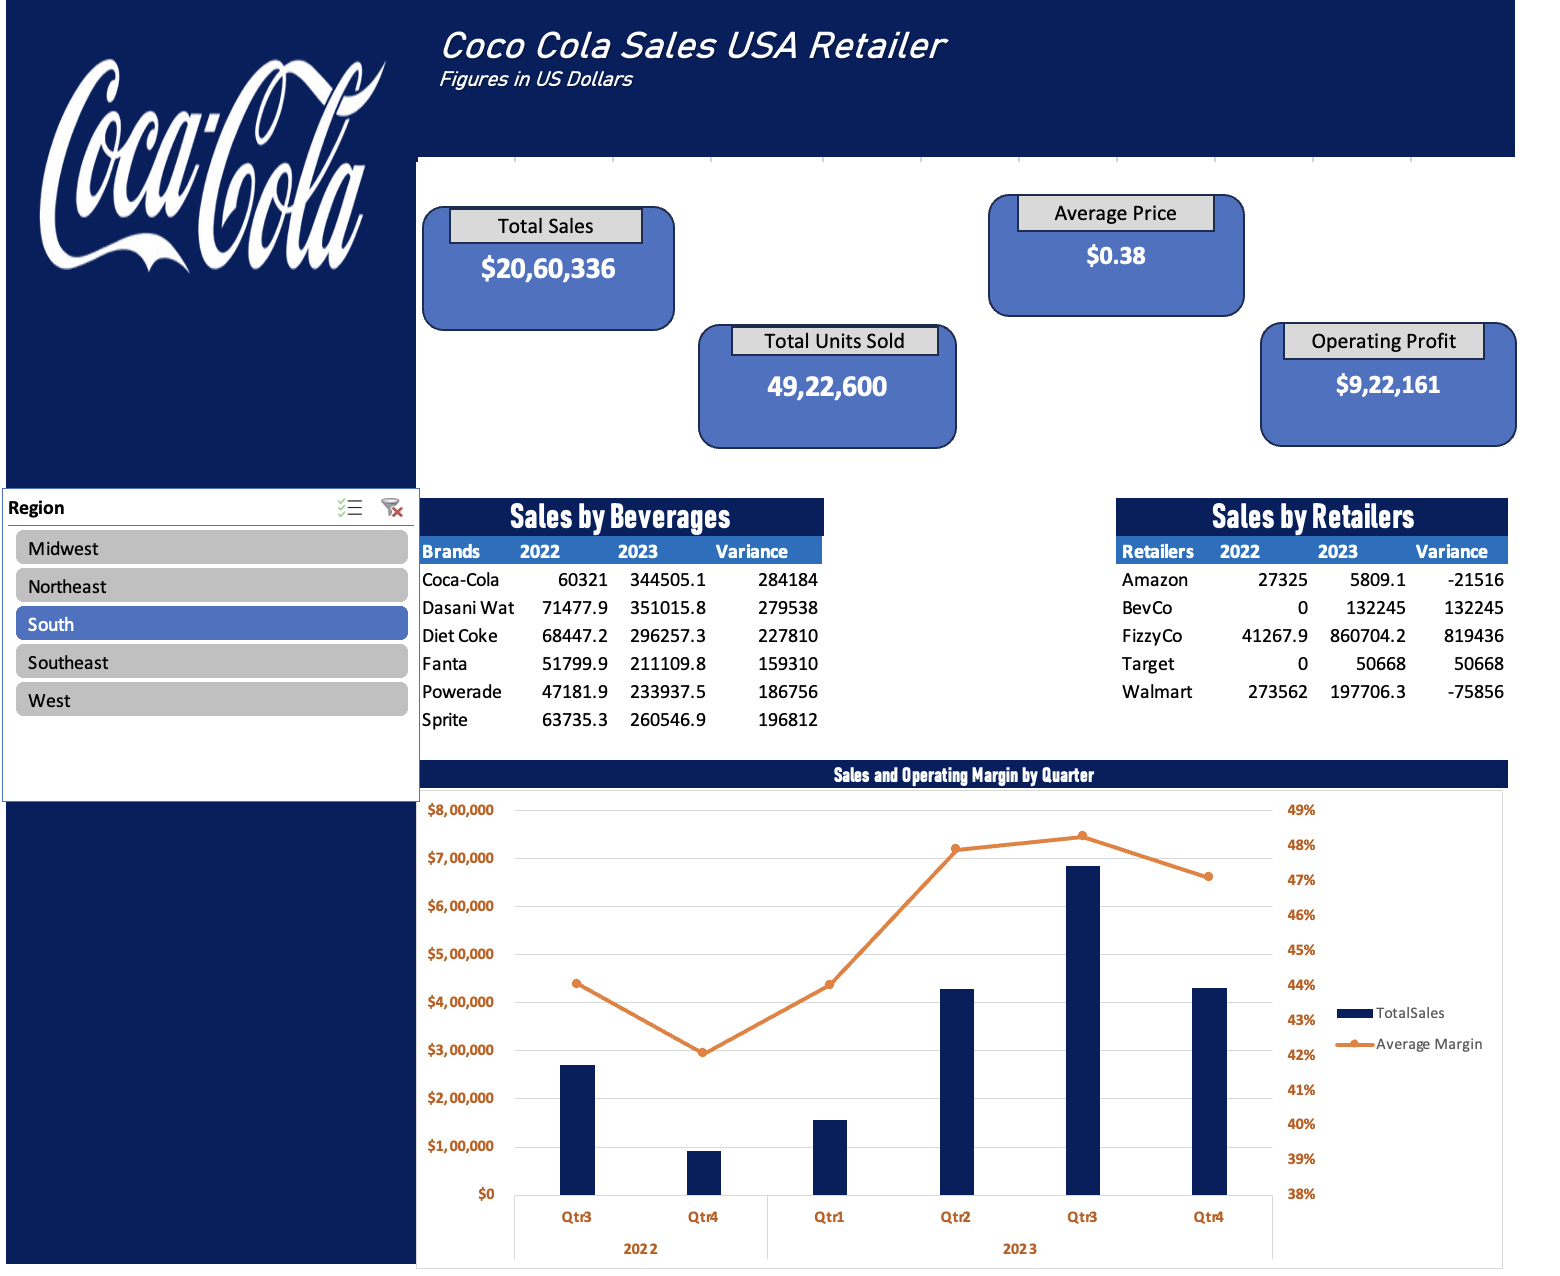 Coca-Cola
Coco Cola Sales USA Retailer
Figures in US Dollars
Total Sales
$20,60,336
Average Price
$0.38
Total Units Sold
49,22,600
Operating Profit
$9,22,161
Region
Midwest
Northeast
South
Southeast
West
Sales by Beverages
Brands 2022 2023 Variance
Coca-Cola 60321 344505.1 284184
Dasani Wat 71477.9 351015.8 279538
Diet Coke 68447.2 296257.3 227810
Fanta 51799.9 211109.8 159310
Powerade 47181.9 233937.5 186756
Sprite 63735.3 260546.9 196812
Sales by Retailers
Retailers 2022 2023 Variance
Amazon 27325 5809.1 -21516
BevCo 0 132245 132245
FizzyCo 41267.9 860704.2 819436
Target 0 50668 50668
Walmart 273562 197706.3 -75856
Sales and Operating Margin by Quarter
$8,00,000
$7,00,000
$6,00,000
$5,00,000
$4,00,000
$3,00,000
$2,00,000
$1,00,000
$0
49%
48%
47%
46%
45%
44%
43%
42%
41%
40%
39%
38%
Qtr3 Qtr4 Qtr1 Qtr2 Qtr3 Qtr4
2022 2023
TotalSales
Average Margin